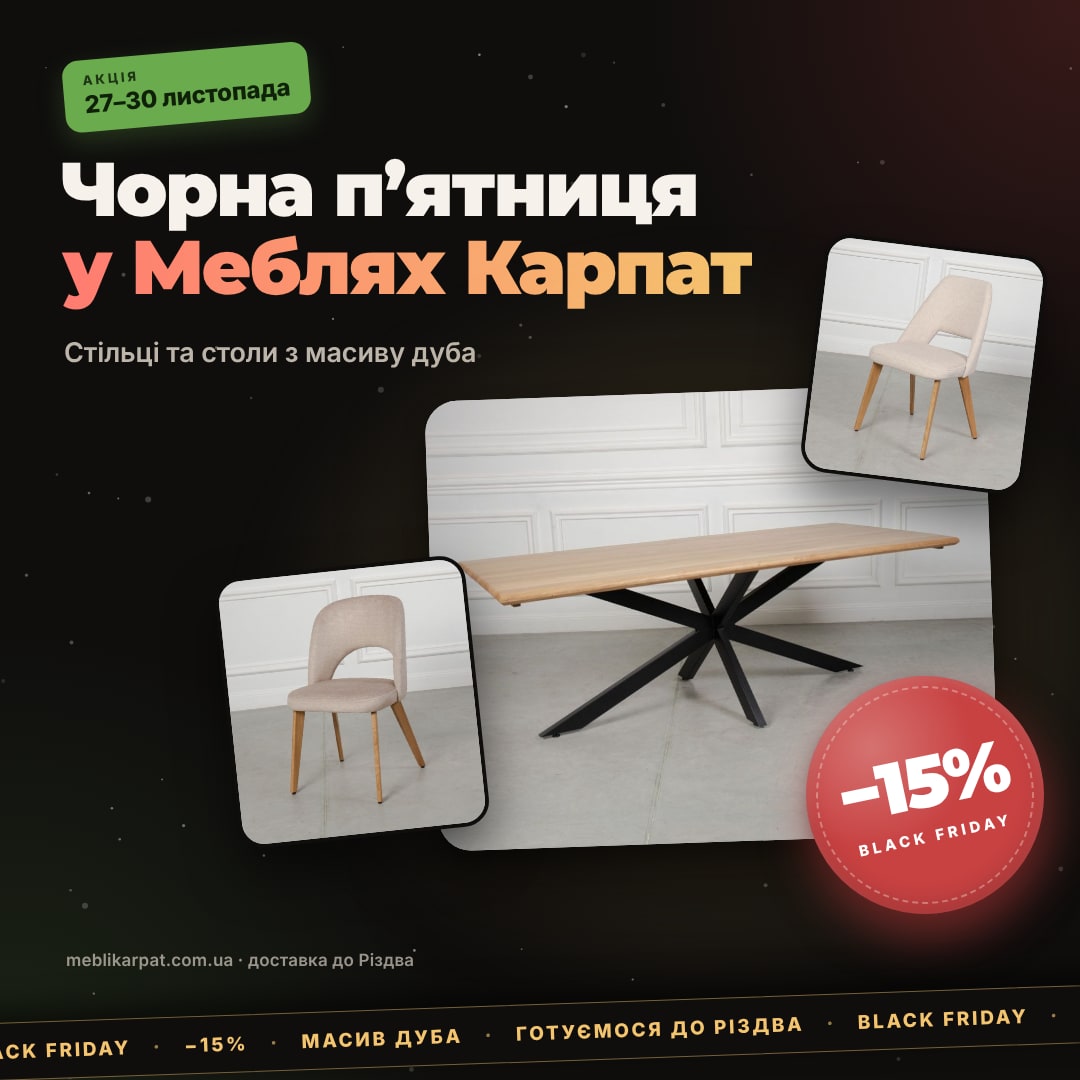 АКЦІЯ
27–30 листопада
Чорна п’ятниця
у Меблях Карпат
Стільці та столи з масиву дуба
–15%
BLACK FRIDAY
meblikarpat.com.ua · доставка до Різдва
ACK FRIDAY · –15% · МАСИВ ДУБА · ГОТУЄМОСЯ ДО РІЗДВА · BLACK FRIDAY ·